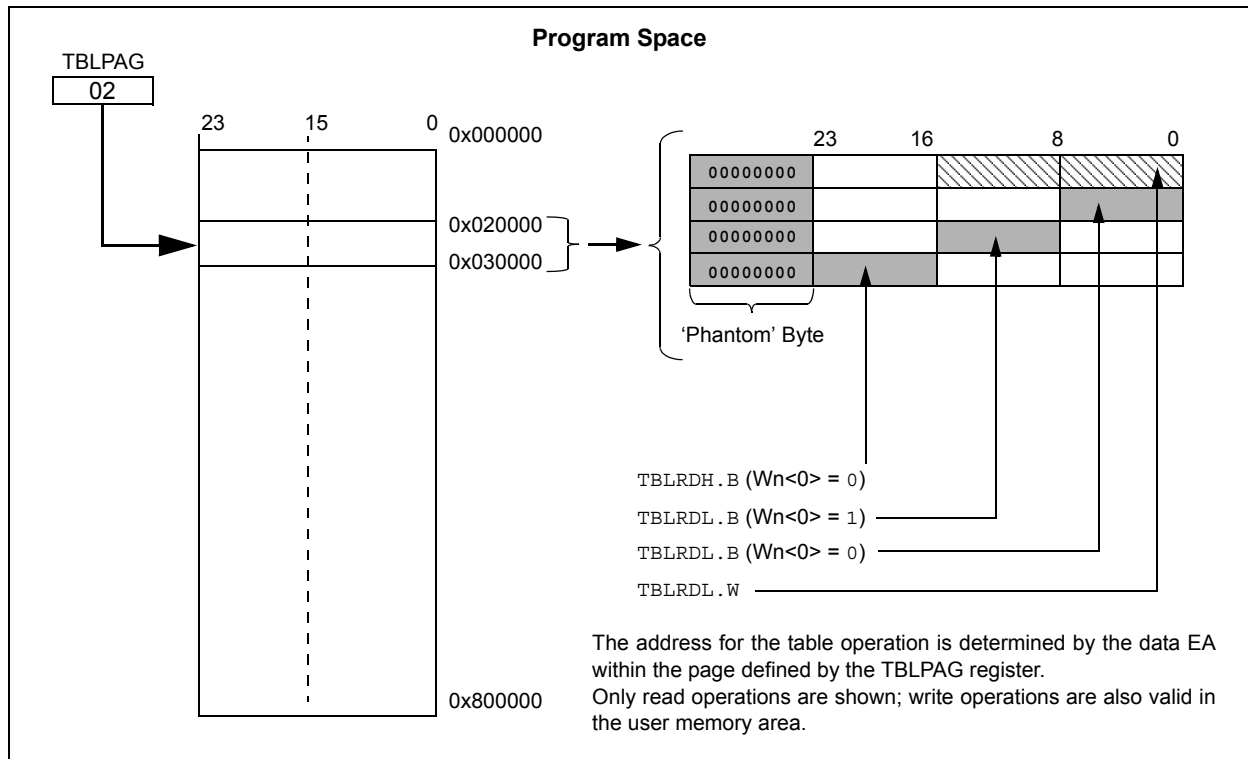 Program Space
TBLPAG
02
23 15 0
0x000000
0x020000
0x030000
0x800000
23 16 8 0
00000000
00000000
00000000
00000000
‘Phantom’ Byte
TBLRDH.B (Wn<0> = 0)
TBLRDL.B (Wn<0> = 1)
TBLRDL.B (Wn<0> = 0)
TBLRDL.W
The address for the table operation is determined by the data EA
within the page defined by the TBLPAG register.
Only read operations are shown; write operations are also valid in
the user memory area.